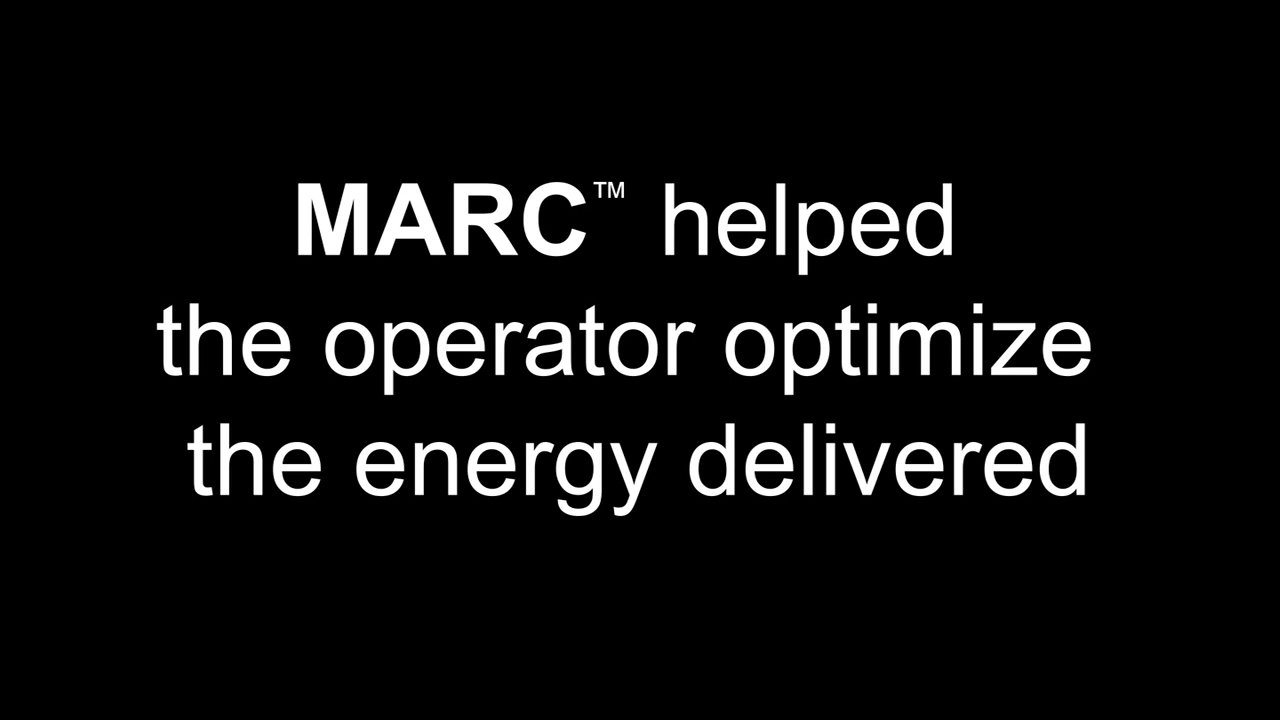 MARC™ helped
the operator optimize
the energy delivered